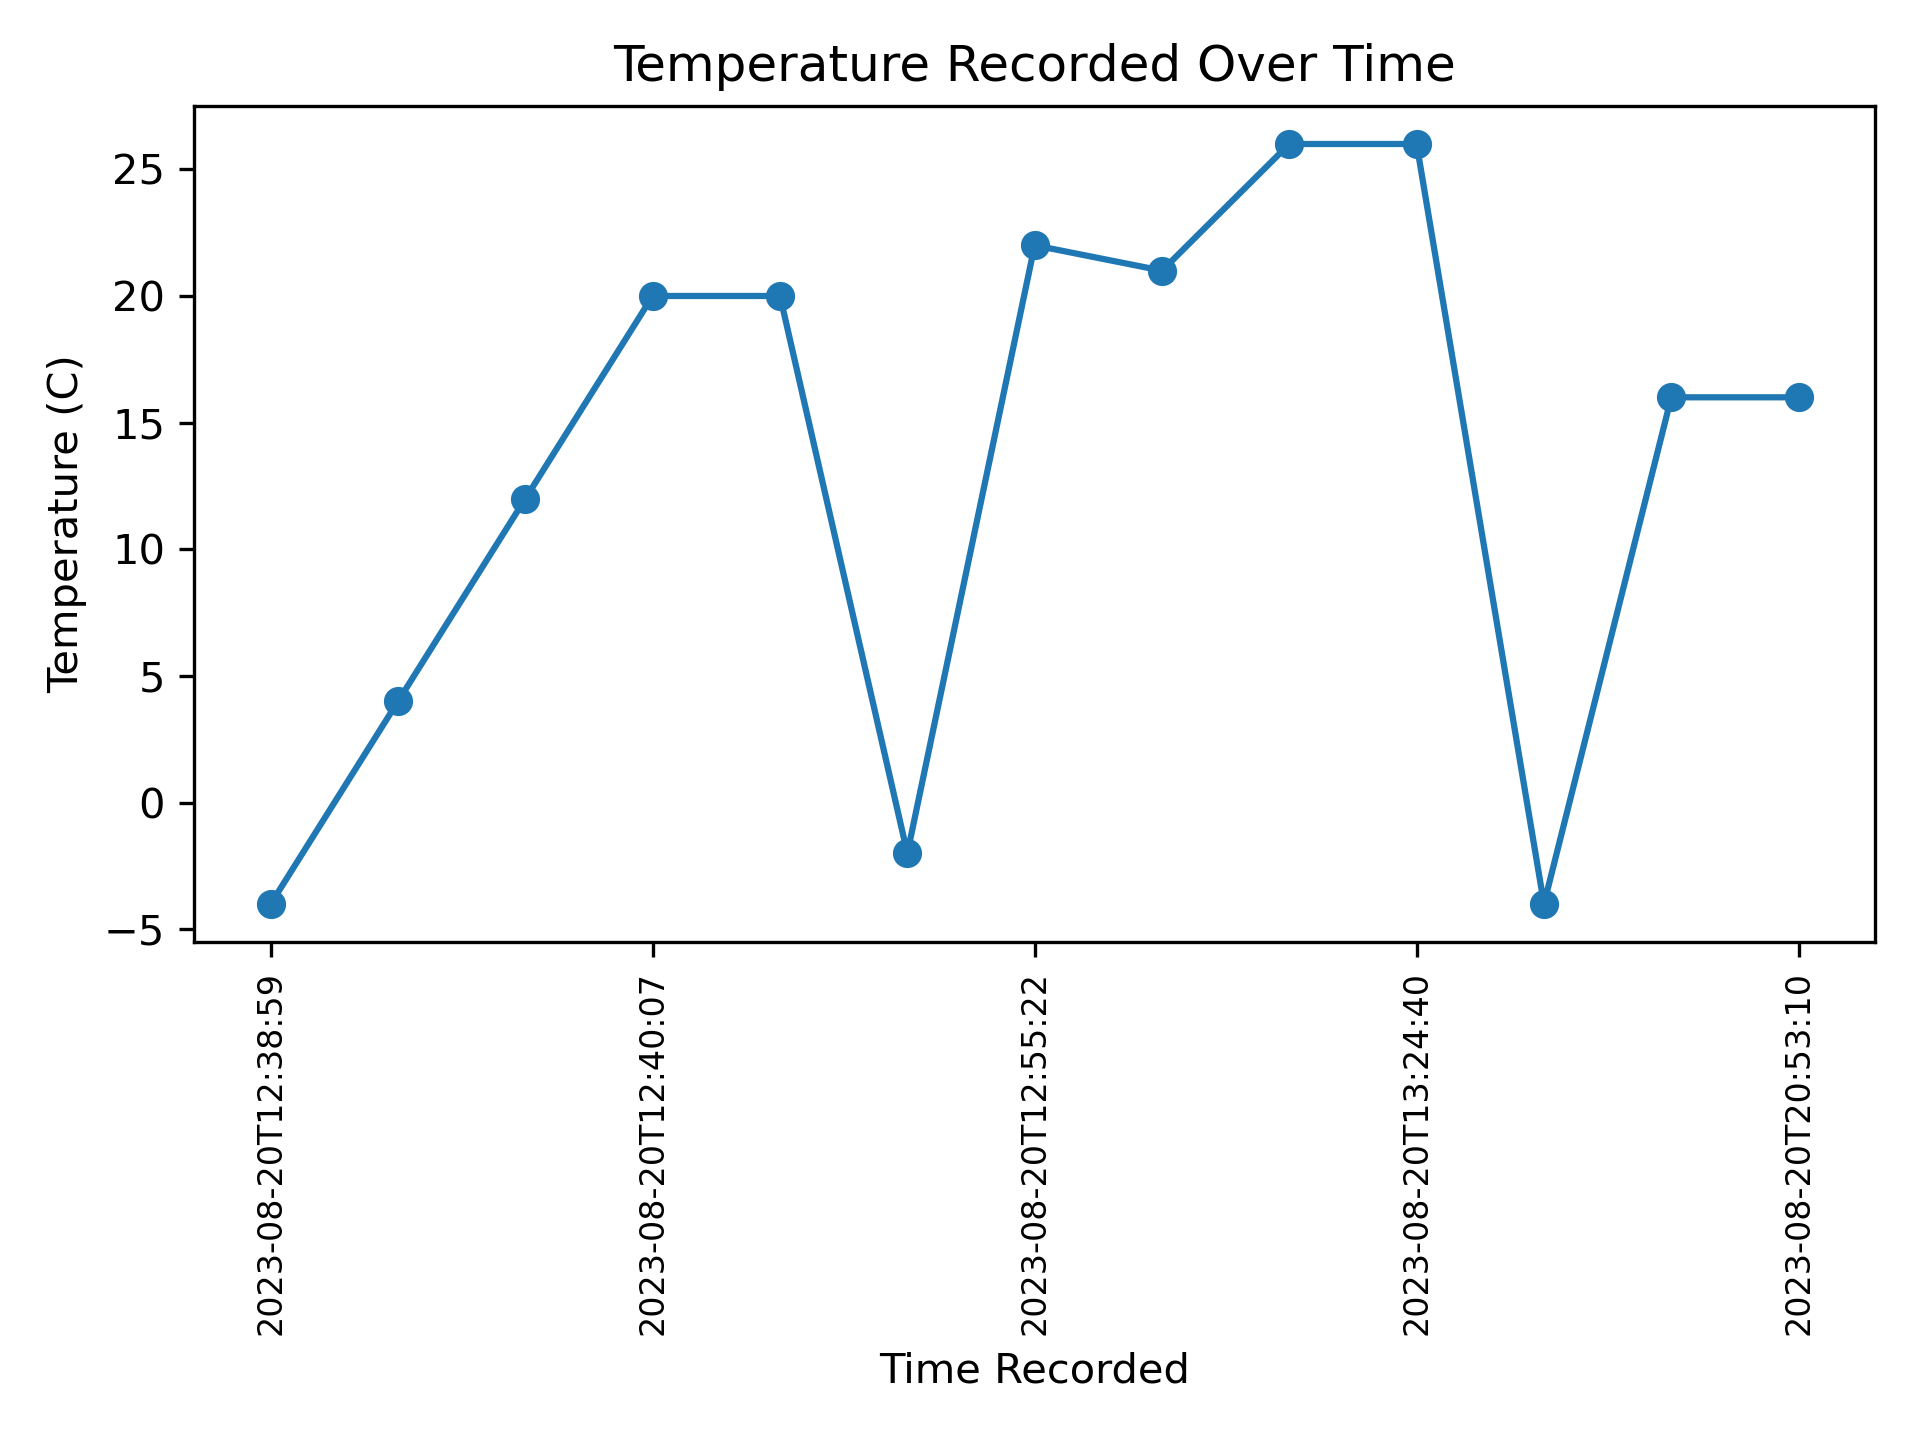 Temperature Recorded Over Time
Temperature (C)
25
20
15
10
5
0
−5
2023-08-20T12:38:59
2023-08-20T12:40:07
2023-08-20T12:55:22
2023-08-20T13:24:40
2023-08-20T20:53:10
Time Recorded